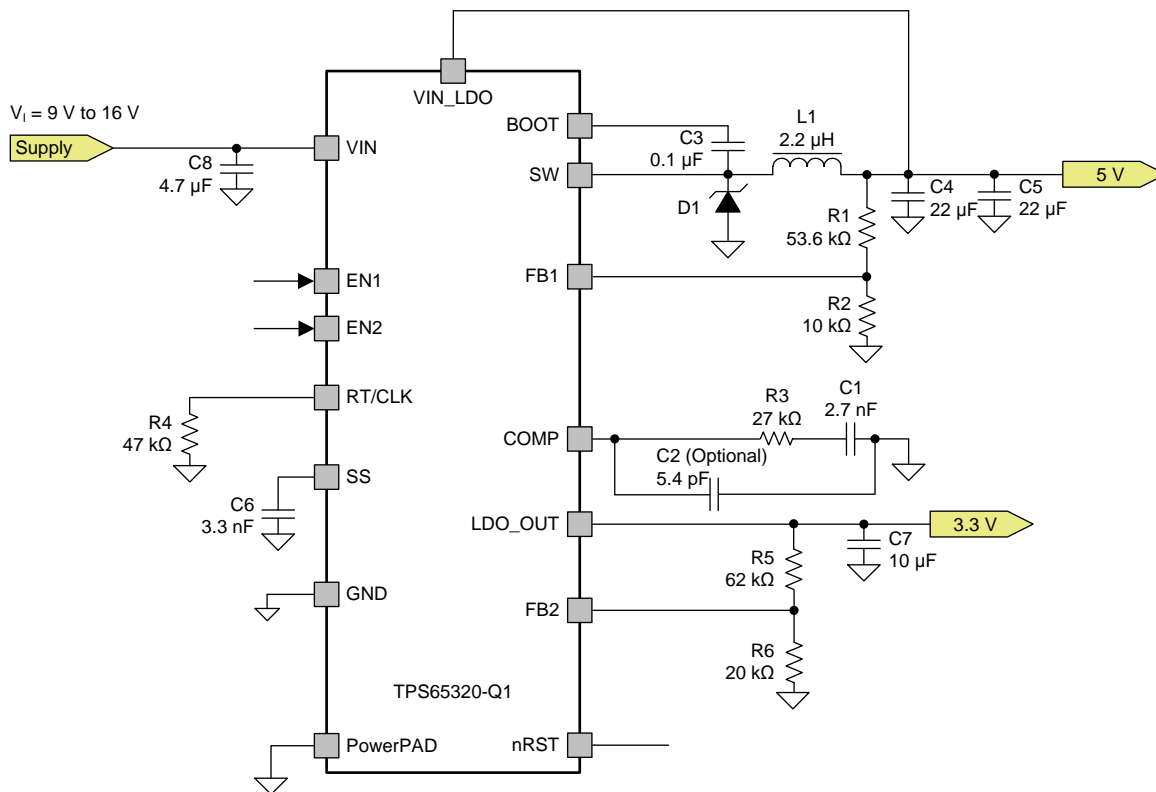 VIN_LDO
V_I = 9 V to 16 V
Supply
C8
4.7 µF
VIN
BOOT
C3
0.1 µF
L1
2.2 µH
SW
D1
5 V
C4
22 µF
C5
22 µF
R1
53.6 kΩ
EN1
FB1
EN2
R2
10 kΩ
RT/CLK
R4
47 kΩ
COMP
R3
27 kΩ
C1
2.7 nF
C2 (Optional)
5.4 pF
SS
C6
3.3 nF
LDO_OUT
3.3 V
C7
10 µF
R5
62 kΩ
GND
FB2
R6
20 kΩ
TPS65320-Q1
PowerPAD
nRST